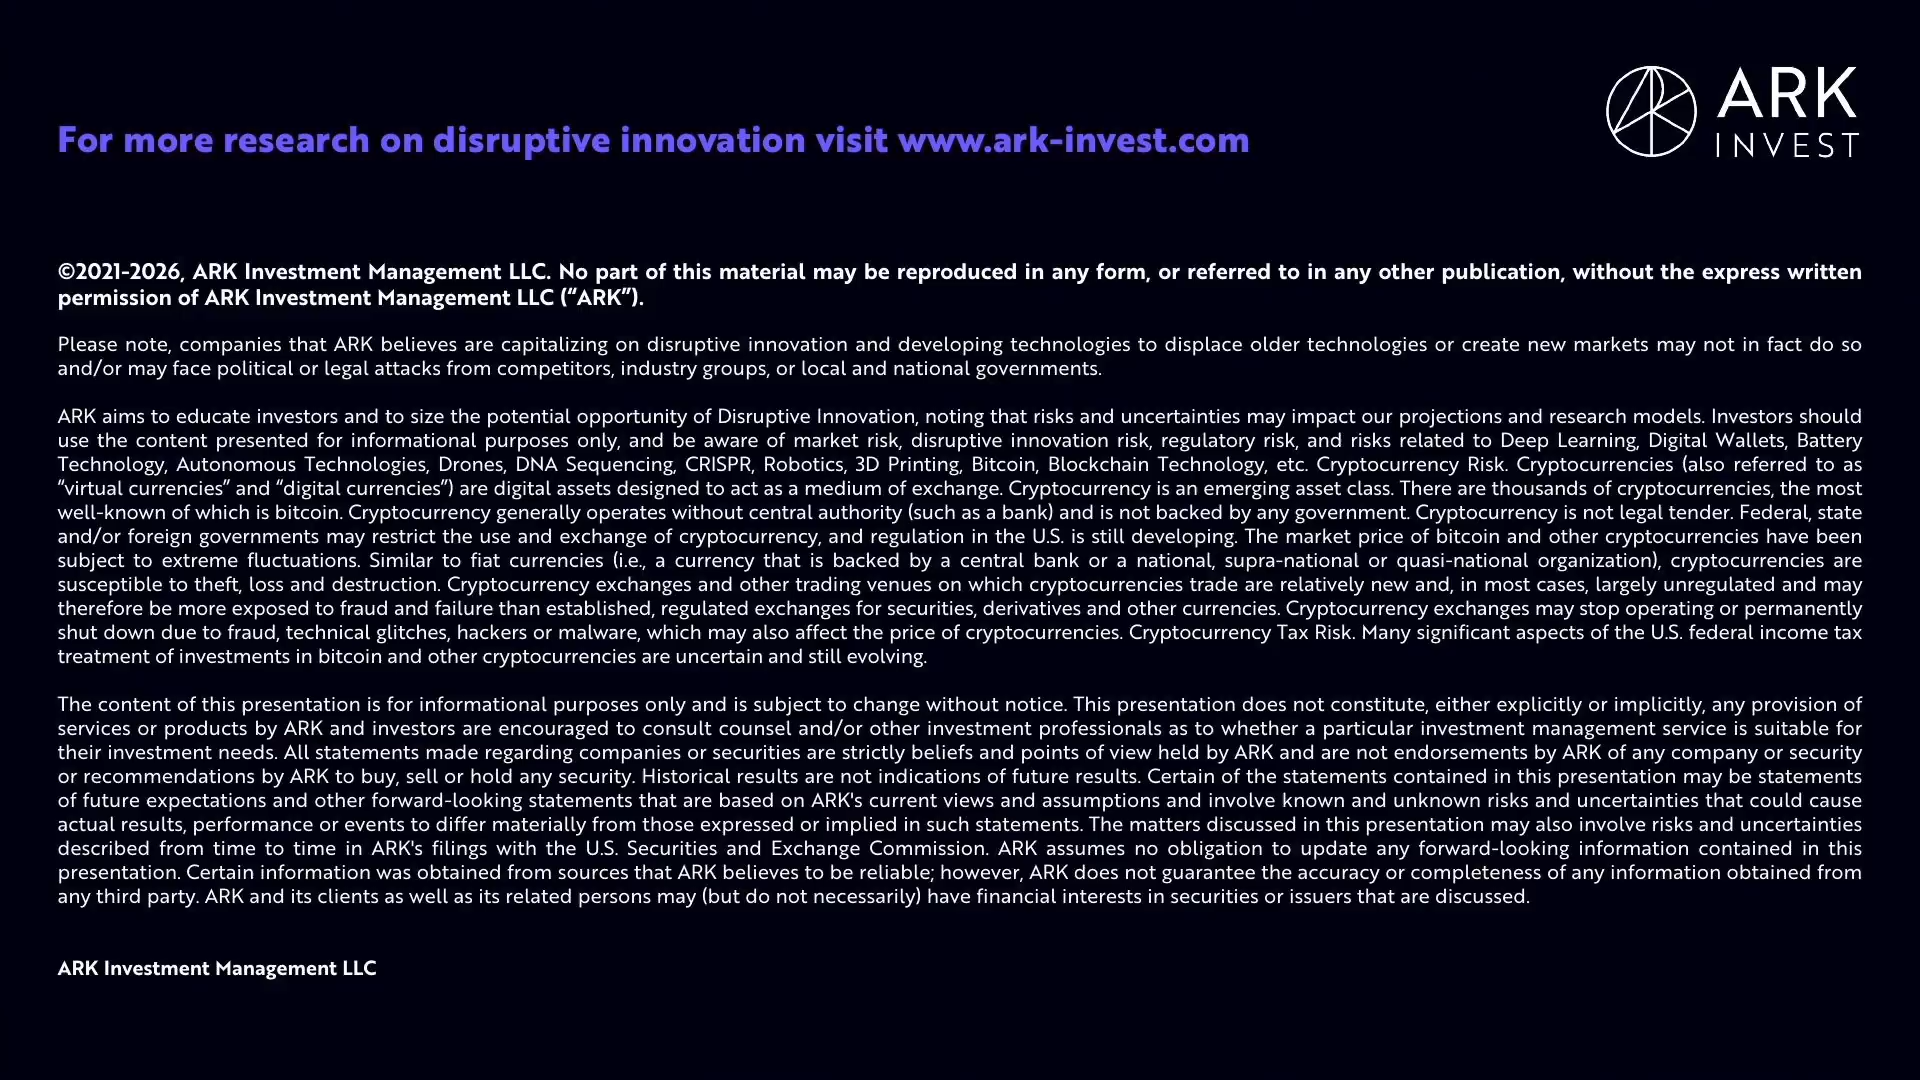 ARK
INVEST
For more research on disruptive innovation visit www.ark-invest.com
©2021-2026, ARK Investment Management LLC. No part of this material may be reproduced in any form, or referred to in any other publication, without the express written
permission of ARK Investment Management LLC (“ARK”).
Please note, companies that ARK believes are capitalizing on disruptive innovation and developing technologies to displace older technologies or create new markets may not in fact do so
and/or may face political or legal attacks from competitors, industry groups, or local and national governments.
ARK aims to educate investors and to size the potential opportunity of Disruptive Innovation, noting that risks and uncertainties may impact our projections and research models. Investors should
use the content presented for informational purposes only, and be aware of market risk, disruptive innovation risk, regulatory risk, and risks related to Deep Learning, Digital Wallets, Battery
Technology, Autonomous Technologies, Drones, DNA Sequencing, CRISPR, Robotics, 3D Printing, Bitcoin, Blockchain Technology, etc. Cryptocurrency Risk. Cryptocurrencies (also referred to as
“virtual currencies” and “digital currencies”) are digital assets designed to act as a medium of exchange. Cryptocurrency is an emerging asset class. There are thousands of cryptocurrencies, the most
well-known of which is bitcoin. Cryptocurrency generally operates without central authority (such as a bank) and is not backed by any government. Cryptocurrency is not legal tender. Federal, state
and/or foreign governments may restrict the use and exchange of cryptocurrency, and regulation in the U.S. is still developing. The market price of bitcoin and other cryptocurrencies have been
subject to extreme fluctuations. Similar to fiat currencies (i.e., a currency that is backed by a central bank or a national, supra-national or quasi-national organization), cryptocurrencies are
susceptible to theft, loss and destruction. Cryptocurrency exchanges and other trading venues on which cryptocurrencies trade are relatively new and, in most cases, largely unregulated and may
therefore be more exposed to fraud and failure than established, regulated exchanges for securities, derivatives and other currencies. Cryptocurrency exchanges may stop operating or permanently
shut down due to fraud, technical glitches, hackers or malware, which may also affect the price of cryptocurrencies. Cryptocurrency Tax Risk. Many significant aspects of the U.S. federal income tax
treatment of investments in bitcoin and other cryptocurrencies are uncertain and still evolving.
The content of this presentation is for informational purposes only and is subject to change without notice. This presentation does not constitute, either explicitly or implicitly, any provision of
services or products by ARK and investors are encouraged to consult counsel and/or other investment professionals as to whether a particular investment management service is suitable for
their investment needs. All statements made regarding companies or securities are strictly beliefs and points of view held by ARK and are not endorsements by ARK of any company or security
or recommendations by ARK to buy, sell or hold any security. Historical results are not indications of future results. Certain of the statements contained in this presentation may be statements
of future expectations and other forward-looking statements that are based on ARK's current views and assumptions and involve known and unknown risks and uncertainties that could cause
actual results, performance or events to differ materially from those expressed or implied in such statements. The matters discussed in this presentation may also involve risks and uncertainties
described from time to time in ARK's filings with the U.S. Securities and Exchange Commission. ARK assumes no obligation to update any forward-looking information contained in this
presentation. Certain information was obtained from sources that ARK believes to be reliable; however, ARK does not guarantee the accuracy or completeness of any information obtained from
any third party. ARK and its clients as well as its related persons may (but do not necessarily) have financial interests in securities or issuers that are discussed.
ARK Investment Management LLC